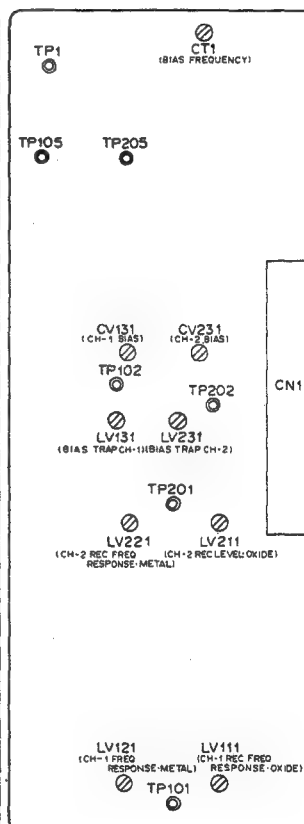 TP1
CT1
(BIAS FREQUENCY)
TP105
TP205
CV131
(CH-1 BIAS)
CV231
(CH-2 BIAS)
TP102
TP202
CN1
LV131
(BIAS TRAP CH-1)
LV231
(BIAS TRAP CH-2)
TP201
LV221
(CH-2 REC FREQ
RESPONSE-METAL)
LV211
(CH-2 REC LEVEL:OXIDE)
LV121
(CH-1 FREQ
RESPONSE-METAL)
LV111
(CH-1 REC FREQ
RESPONSE-OXIDE)
TP101